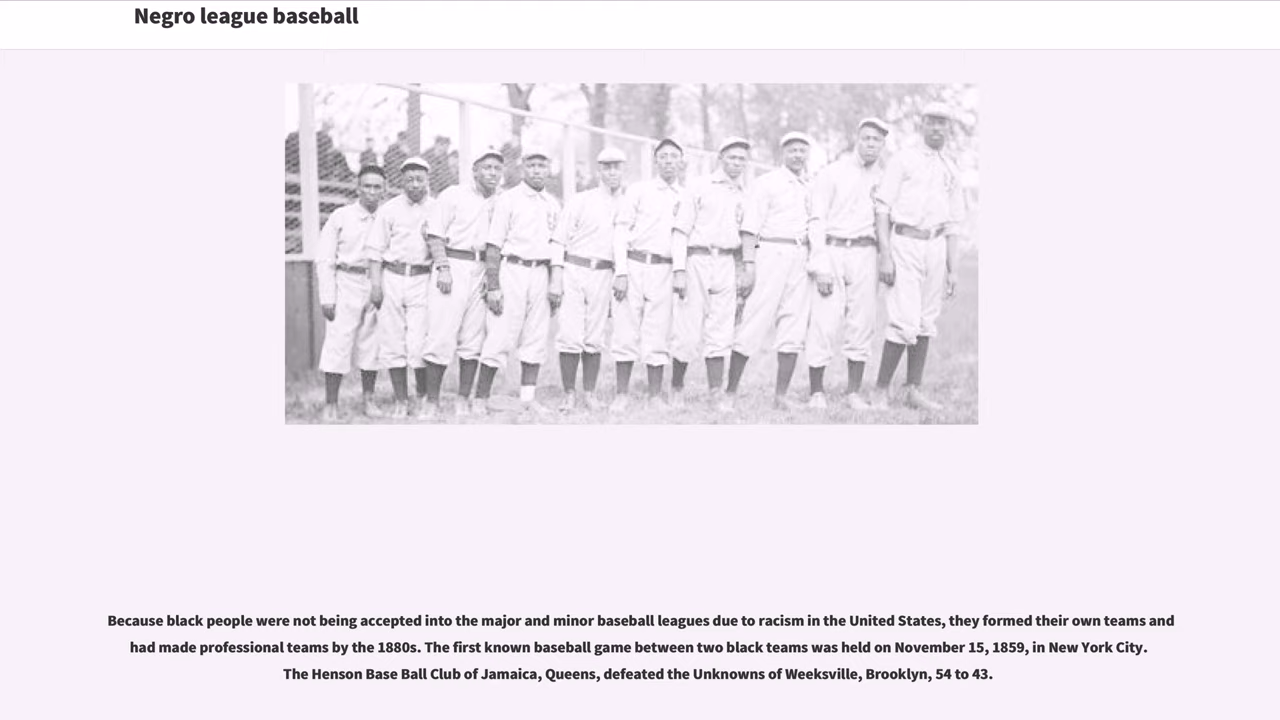 Negro league baseball
Because black people were not being accepted into the major and minor baseball leagues due to racism in the United States, they formed their own teams and
had made professional teams by the 1880s. The first known baseball game between two black teams was held on November 15, 1859, in New York City.
The Henson Base Ball Club of Jamaica, Queens, defeated the Unknowns of Weeksville, Brooklyn, 54 to 43.